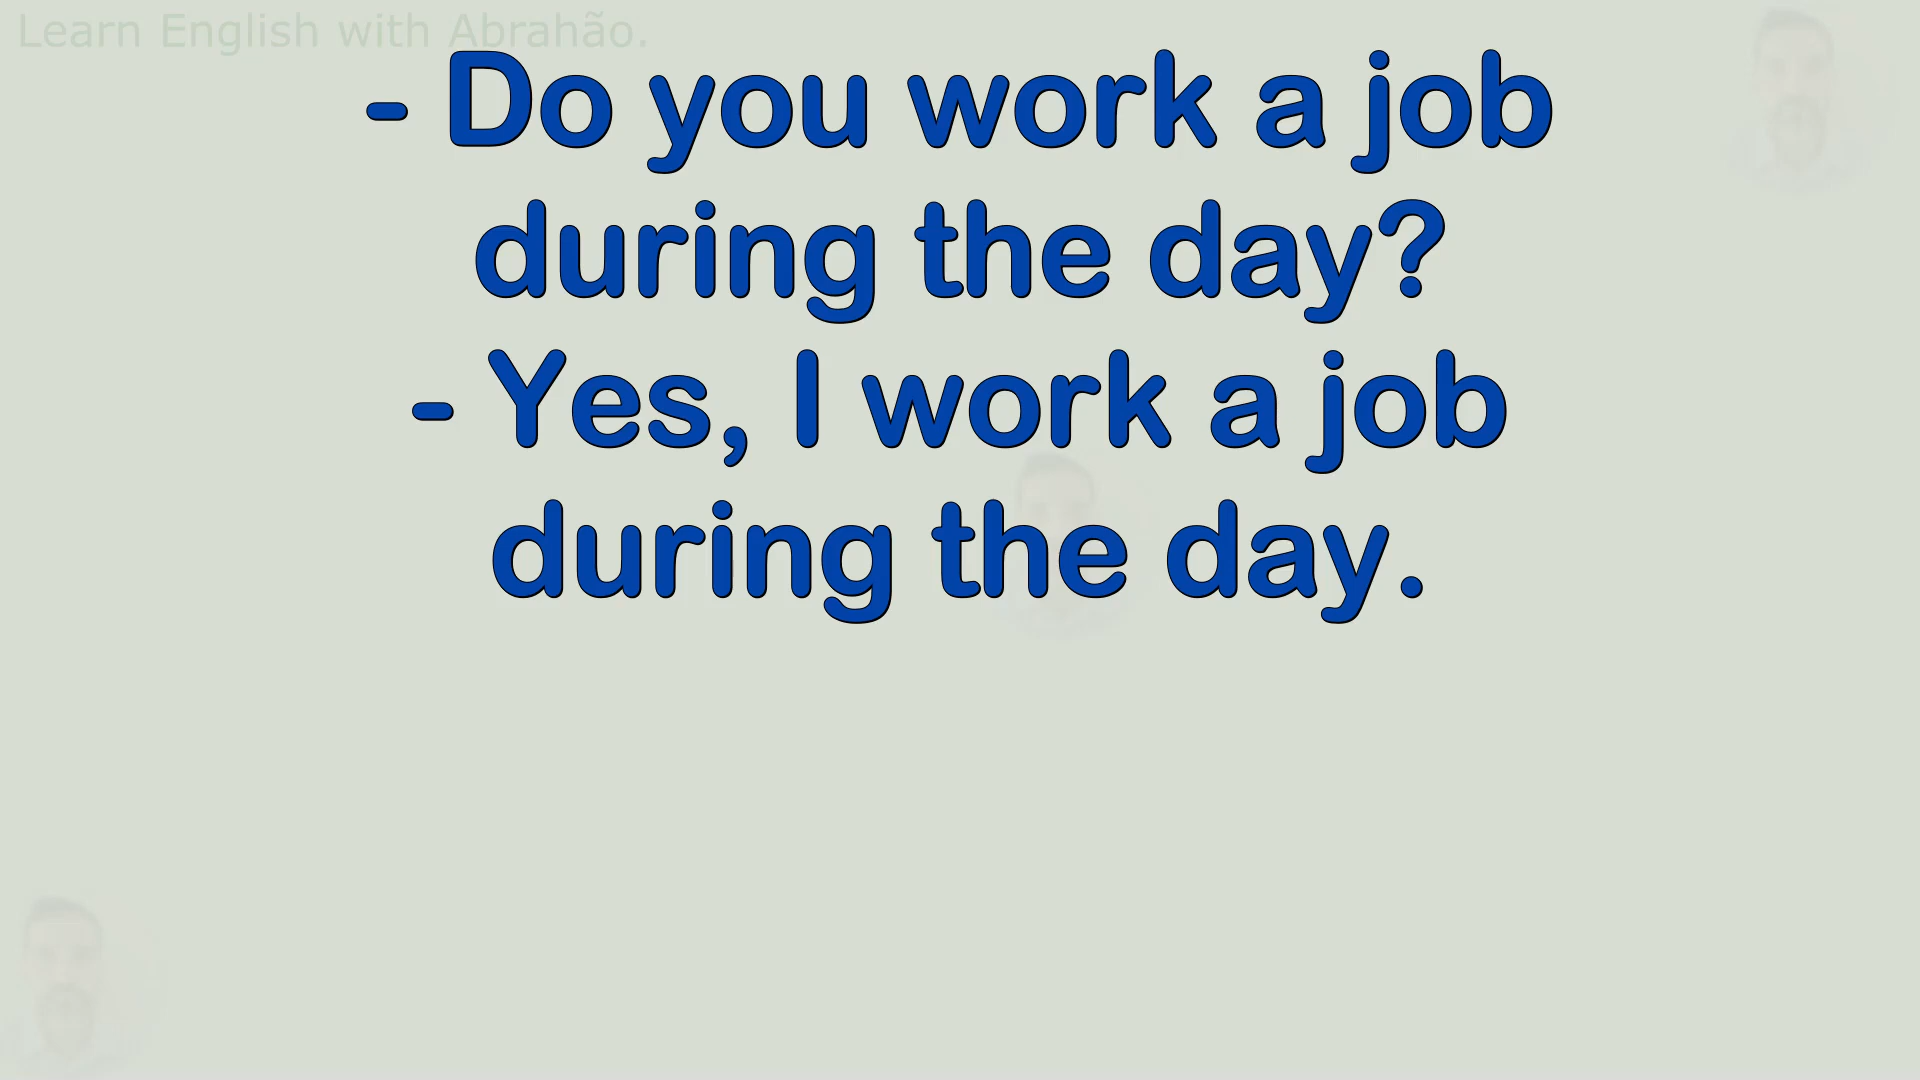 Learn English with Abrahão.
- Do you work a job
during the day?
- Yes, I work a job
during the day.